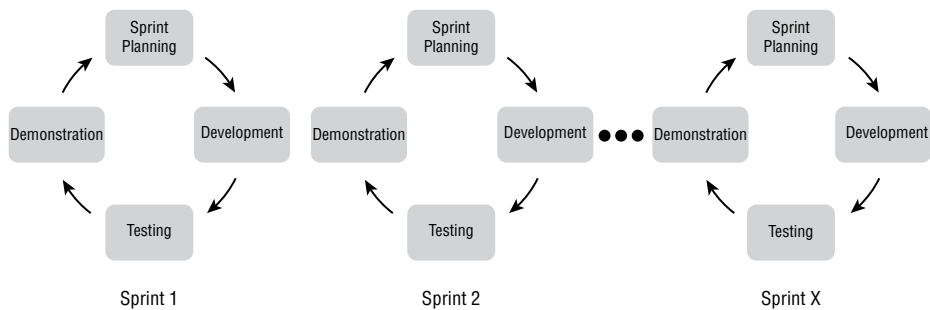 Sprint
Planning
Sprint
Planning
Sprint
Planning
Demonstration
Development
Demonstration
Development
Demonstration
Development
Testing
Testing
Testing
Sprint 1
Sprint 2
Sprint X